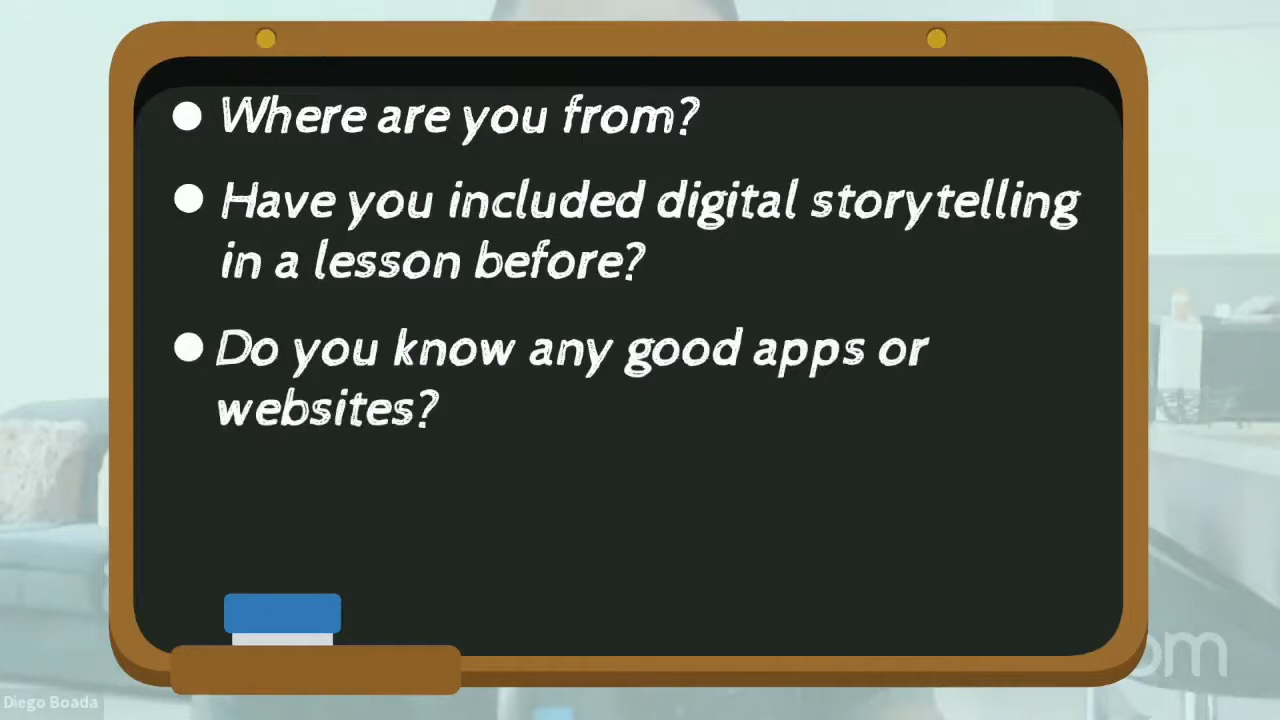 ● Where are you from?
● Have you included digital storytelling
in a lesson before?
● Do you know any good apps or
websites?
om
Diego Boada